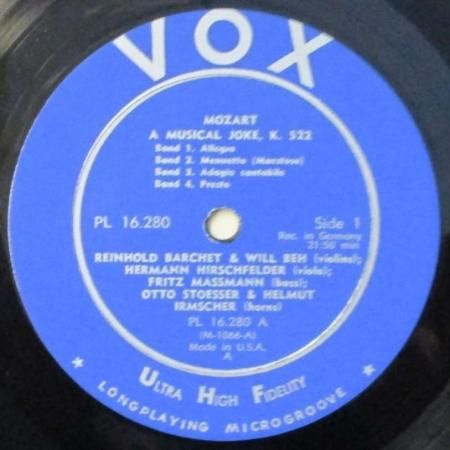 VOX
MOZART
A MUSICAL JOKE, K. 522
Band 1. Allegro
Band 2. Menuetto (Maestoso)
Band 3. Adagio cantabile
Band 4. Presto
PL 16.280
Side 1
Rec. in Germany
21:50 min
REINHOLD BARCHET & WILL BEH (violins);
HERMANN HIRSCHFELDER (viola);
FRITZ MASSMANN (bass);
OTTO STOESSER & HELMUT
IRMSCHER (horns)
PL 16.280 A
(M-1066-A)
Made in U.S.A.
A
ULTRA HIGH FIDELITY
LONGPLAYING MICROGROOVE